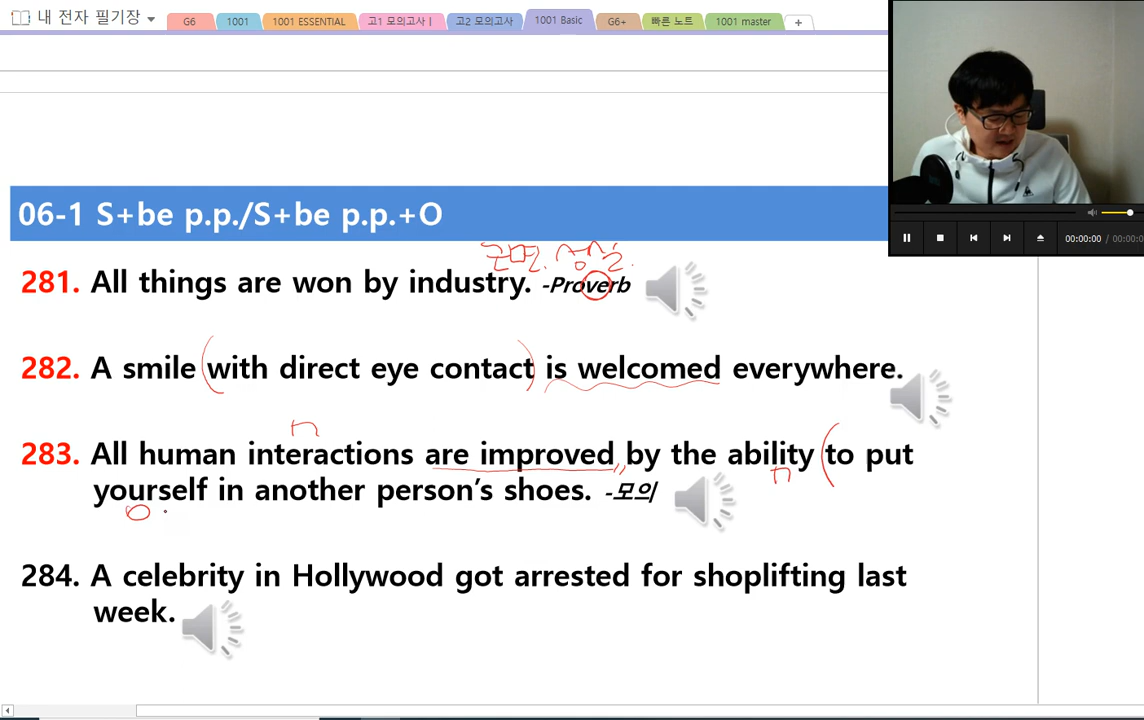 내 전자 필기장
G6 1001 1001 ESSENTIAL 고1 모의고사 I 고2 모의고사 1001 Basic G6+ 빠른 노트 1001 master +
00:00:00 / 00:00:0
06-1 S+be p.p./S+be p.p.+O
근면. 성실.
281. All things are won by industry. -Proverb
282. A smile (with direct eye contact) is welcomed everywhere.
n
283. All human interactions are improved, by the ability (to put
n
yourself in another person's shoes. -모의
O
284. A celebrity in Hollywood got arrested for shoplifting last
week.